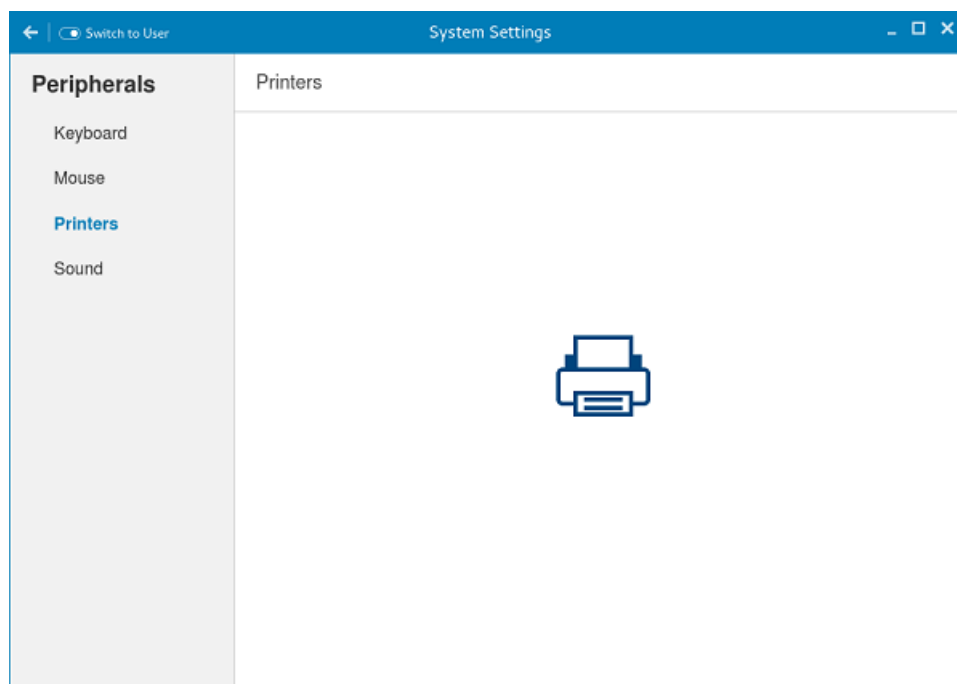 Switch to User
System Settings
Peripherals
Printers
Keyboard
Mouse
Printers
Sound